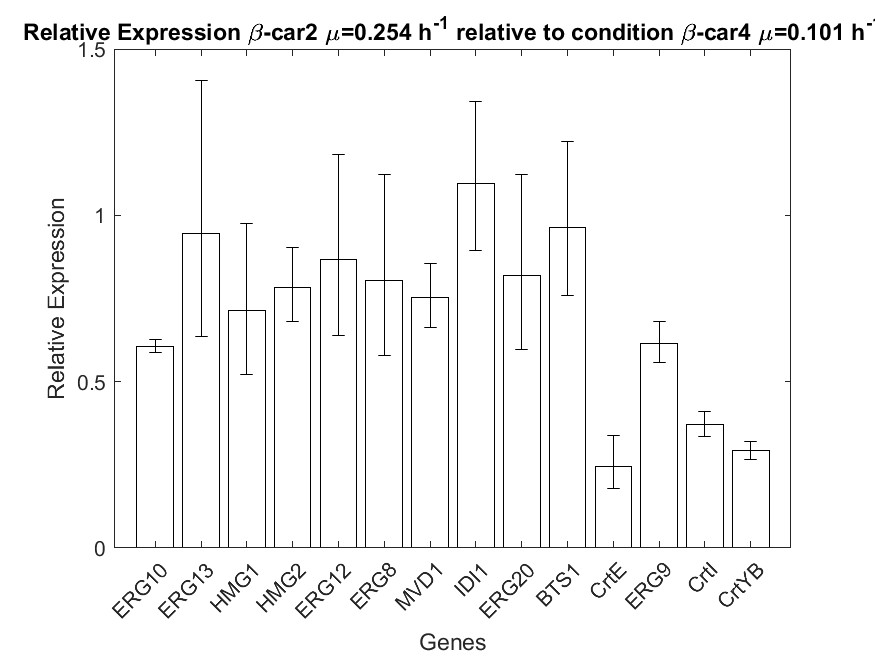 Relative Expression β-car2 μ=0.254 h⁻¹ relative to condition β-car4 μ=0.101 h⁻¹
1.5
1
0.5
0
Relative Expression
ERG10
ERG13
HMG1
HMG2
ERG12
ERG8
MVD1
IDI1
ERG20
BTS1
CrtE
ERG9
CrtI
CrtYB
Genes